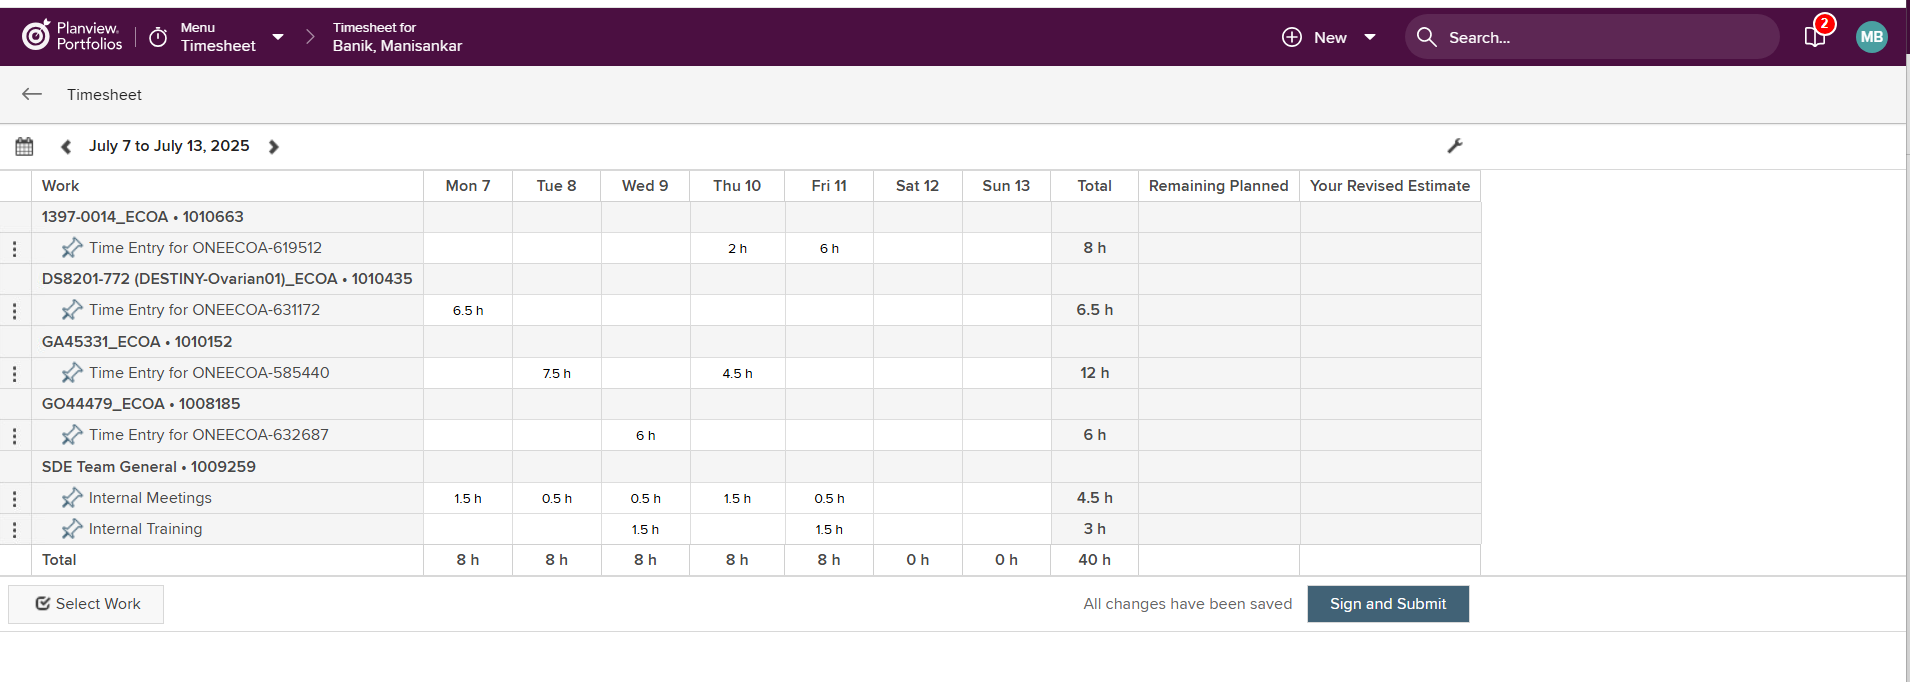 Planview
Portfolios
Menu
Timesheet
Timesheet for
Banik, Manisankar
New
Search...
2
MB
Timesheet
July 7 to July 13, 2025
Work Mon 7 Tue 8 Wed 9 Thu 10 Fri 11 Sat 12 Sun 13 Total Remaining Planned Your Revised Estimate
1397-0014_ECOA • 1010663
Time Entry for ONEECOA-619512 2 h 6 h 8 h
DS8201-772 (DESTINY-Ovarian01)_ECOA • 1010435
Time Entry for ONEECOA-631172 6.5 h 6.5 h
GA45331_ECOA • 1010152
Time Entry for ONEECOA-585440 7.5 h 4.5 h 12 h
GO44479_ECOA • 1008185
Time Entry for ONEECOA-632687 6 h 6 h
SDE Team General • 1009259
Internal Meetings 1.5 h 0.5 h 0.5 h 1.5 h 0.5 h 4.5 h
Internal Training 1.5 h 1.5 h 3 h
Total 8 h 8 h 8 h 8 h 8 h 0 h 0 h 40 h
Select Work All changes have been saved Sign and Submit